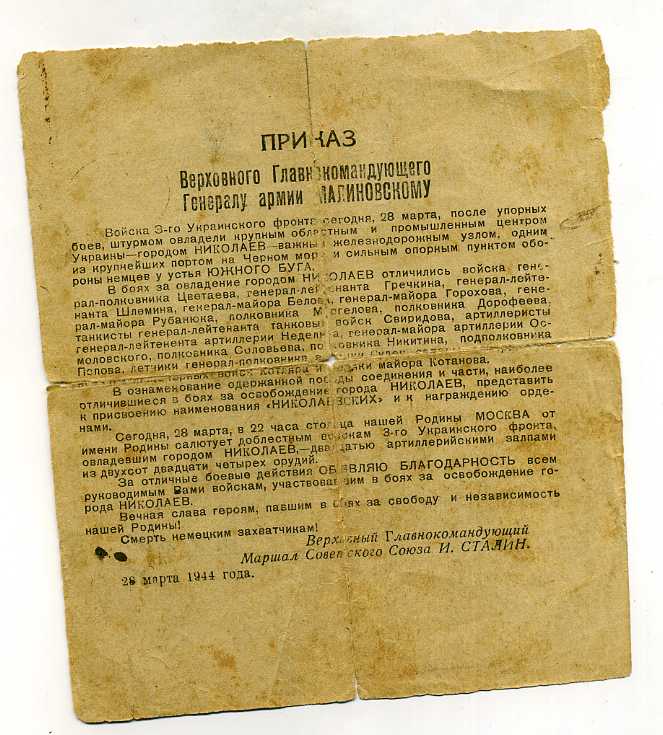 ПРИКАЗ
Верховного Главнокомандующего
Генералу армии МАЛИНОВСКОМУ
Войска 3-го Украинского фронта сегодня, 28 марта, после упорных
боев, штурмом овладели крупным областным и промышленным центром
Украины—городом НИКОЛАЕВ—важным железнодорожным узлом, одним
из крупнейших портов на Черном море и сильным опорным пунктом обо-
роны немцев у устья ЮЖНОГО БУГА.
В боях за овладение городом НИКОЛАЕВ отличились войска гене-
рал-полковника Цветаева, генерал-лейтенанта Гречкина, генерал-лейте-
нанта Шлемина, генерал-майора Белова, генерал-майора Горохова, гене-
рал-майора Рубанюка, полковника Маргелова, полковника Дорофеева,
танкисты генерал-лейтенанта танковых войск Свиридова, артиллеристы
генерал-лейтенента артиллерии Неделина, генерал-майора артиллерии Ос-
моловского, полковника Соловьева, полковника Никитина, подполковника
Попова, летчики генерал-полковника авиации
Котляра и майора Котанова.
В ознаменование одержанной победы соединения и части, наиболее
отличившиеся в боях за освобождение города НИКОЛАЕВ, представить
к присвоению наименования «НИКОЛАЕВСКИХ» и к награждению орде-
нами.
Сегодня, 28 марта, в 22 часа столица нашей Родины МОСКВА от
имени Родины салютует доблестным войскам 3-го Украинского фронта,
овладевшим городом НИКОЛАЕВ,—двадцатью артиллерийскими залпами
из двухсот двадцати четырех орудий.
За отличные боевые действия ОБ'ЯВЛЯЮ БЛАГОДАРНОСТЬ всем
руководимым Вами войскам, участвовавшим в боях за освобождение го-
рода НИКОЛАЕВ.
Вечная слава героям, павшим в боях за свободу и независимость
нашей Родины!
Смерть немецким захватчикам!
Верховный Главнокомандующий
Маршал Советского Союза И. СТАЛИН.
28 марта 1944 года.